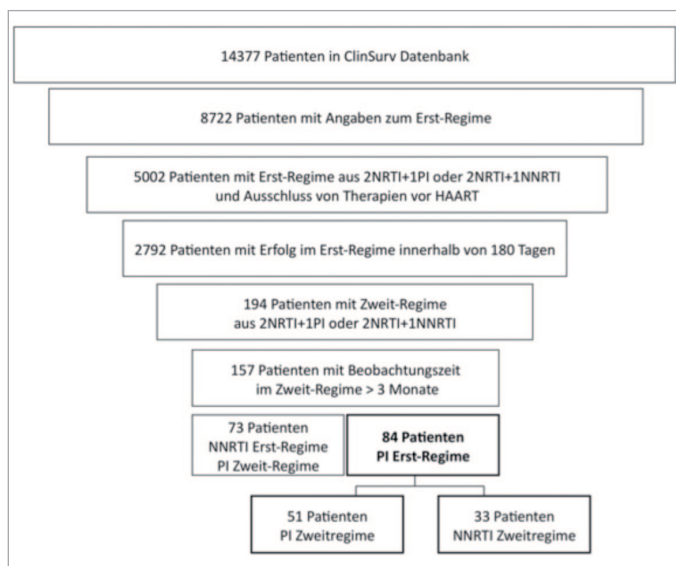 14377 Patienten in ClinSurv Datenbank
8722 Patienten mit Angaben zum Erst-Regime
5002 Patienten mit Erst-Regime aus 2NRTI+1PI oder 2NRTI+1NNRTI
und Ausschluss von Therapien vor HAART
2792 Patienten mit Erfolg im Erst-Regime innerhalb von 180 Tagen
194 Patienten mit Zweit-Regime
aus 2NRTI+1PI oder 2NRTI+1NNRTI
157 Patienten mit Beobachtungszeit
im Zweit-Regime > 3 Monate
73 Patienten
NNRTI Erst-Regime
PI Zweit-Regime
84 Patienten
PI Erst-Regime
51 Patienten
PI Zweitregime
33 Patienten
NNRTI Zweitregime